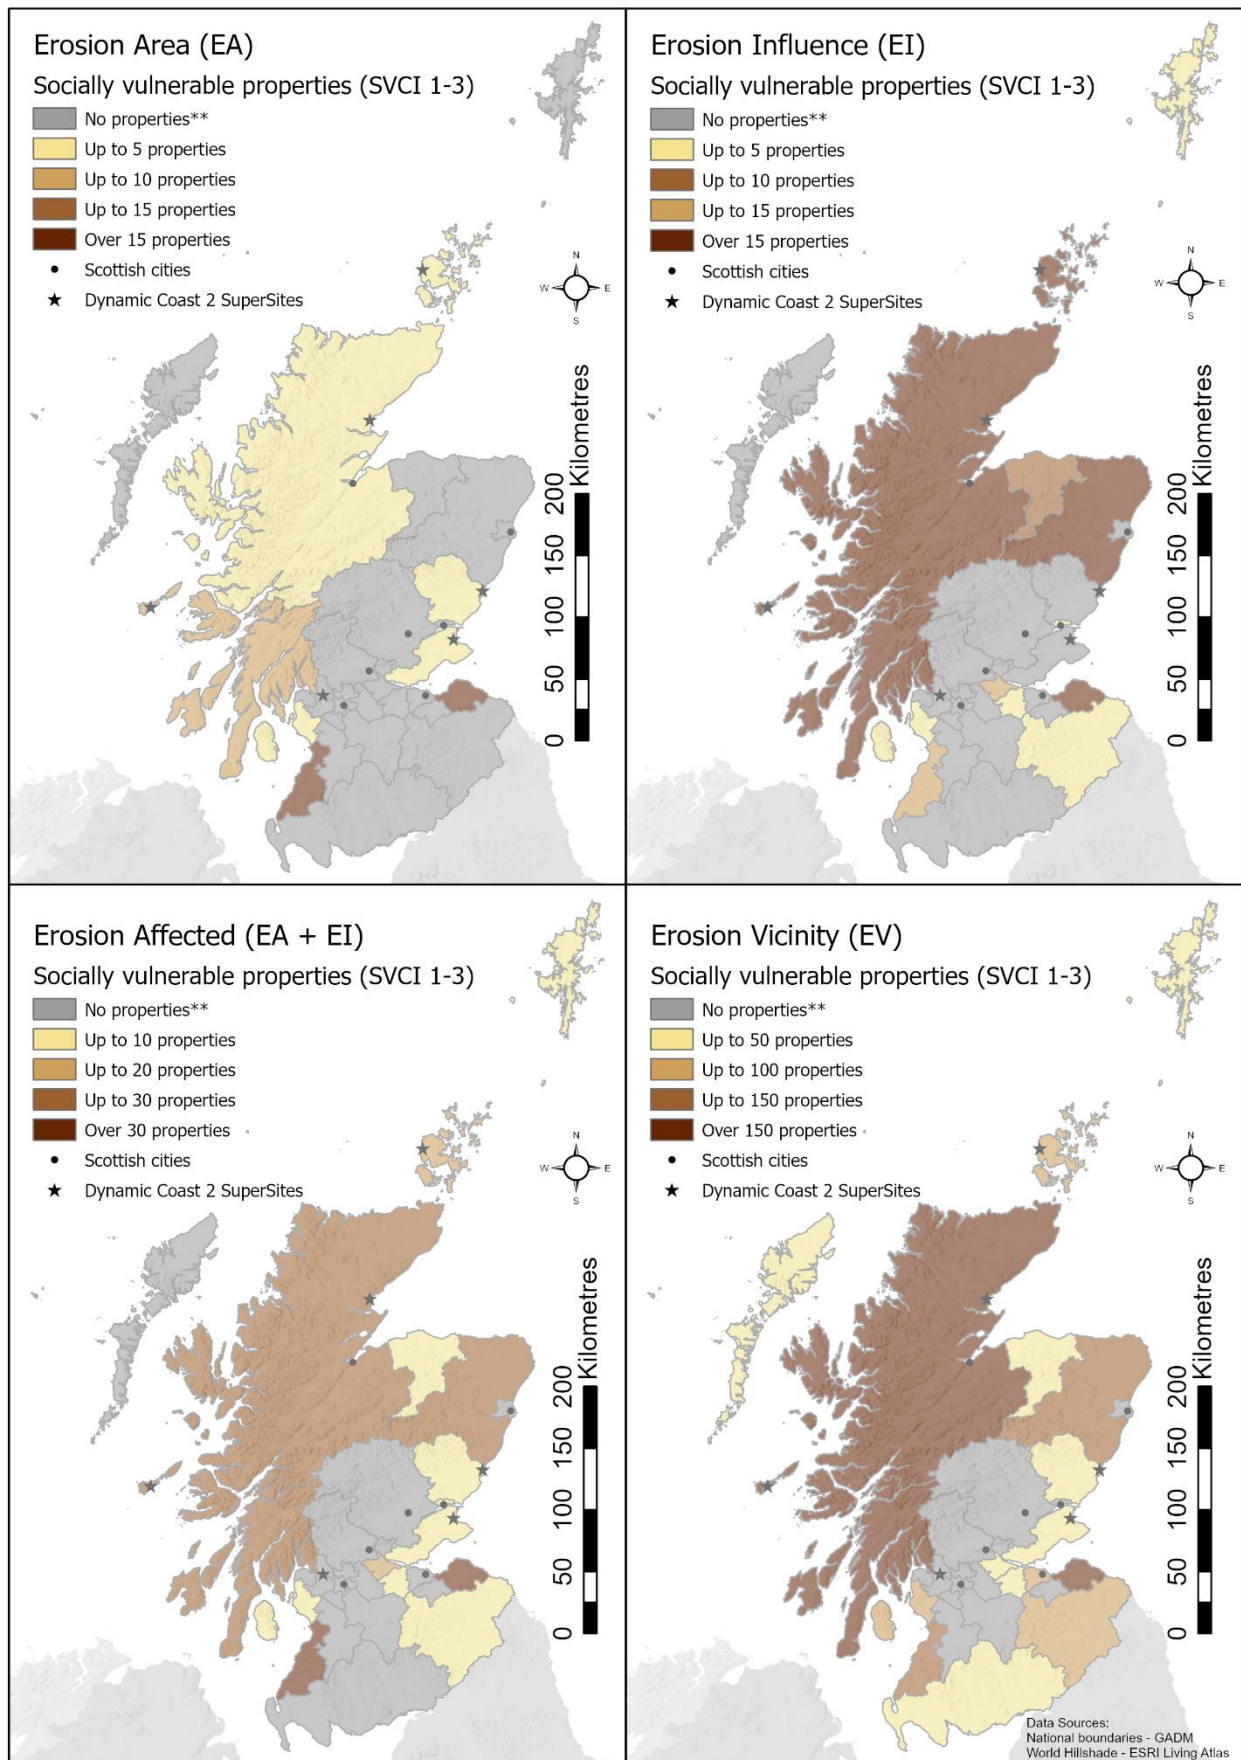 Erosion Area (EA)
Socially vulnerable properties (SVCI 1-3)
No properties**
Up to 5 properties
Up to 10 properties
Up to 15 properties
Over 15 properties
Scottish cities
Dynamic Coast 2 SuperSites
N
W E
S
0 50 100 150 200
Kilometres
Erosion Influence (EI)
Socially vulnerable properties (SVCI 1-3)
No properties**
Up to 5 properties
Up to 10 properties
Up to 15 properties
Over 15 properties
Scottish cities
Dynamic Coast 2 SuperSites
N
W E
S
0 50 100 150 200
Kilometres
Erosion Affected (EA + EI)
Socially vulnerable properties (SVCI 1-3)
No properties**
Up to 10 properties
Up to 20 properties
Up to 30 properties
Over 30 properties
Scottish cities
Dynamic Coast 2 SuperSites
N
W E
S
0 50 100 150 200
Kilometres
Erosion Vicinity (EV)
Socially vulnerable properties (SVCI 1-3)
No properties**
Up to 50 properties
Up to 100 properties
Up to 150 properties
Over 150 properties
Scottish cities
Dynamic Coast 2 SuperSites
N
W E
S
0 50 100 150 200
Kilometres
Data Sources:
National boundaries - GADM
World Hillshade - ESRI Living Atlas